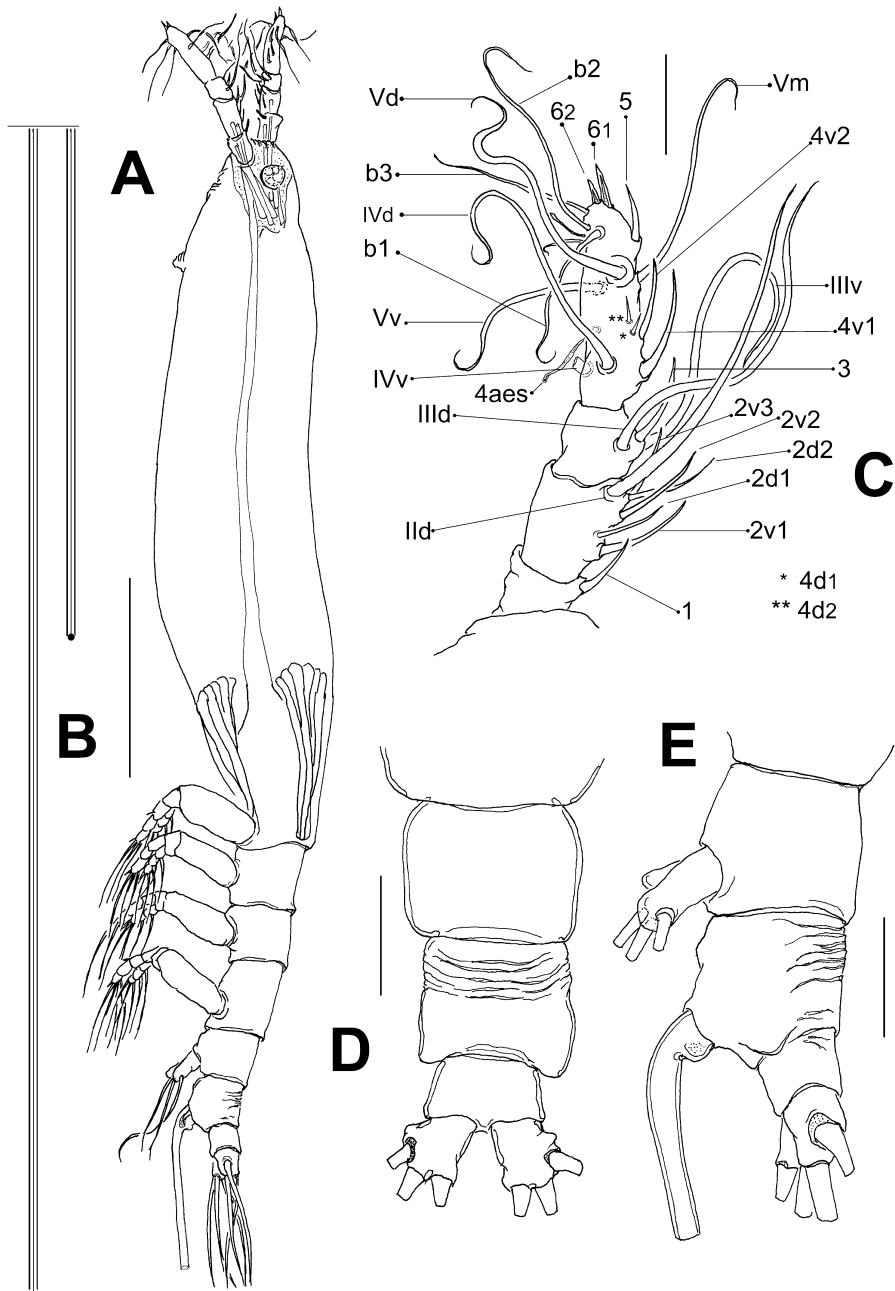 A
B
b2
Vd
62
61
5
Vm
4v2
b3
IVd
b1
IIIv
**
*
Vv
4v1
IVv
4aes
3
IIId
2v3
2v2
2d2
C
2d1
IId
2v1
* 4d1
** 4d2
1
E
D